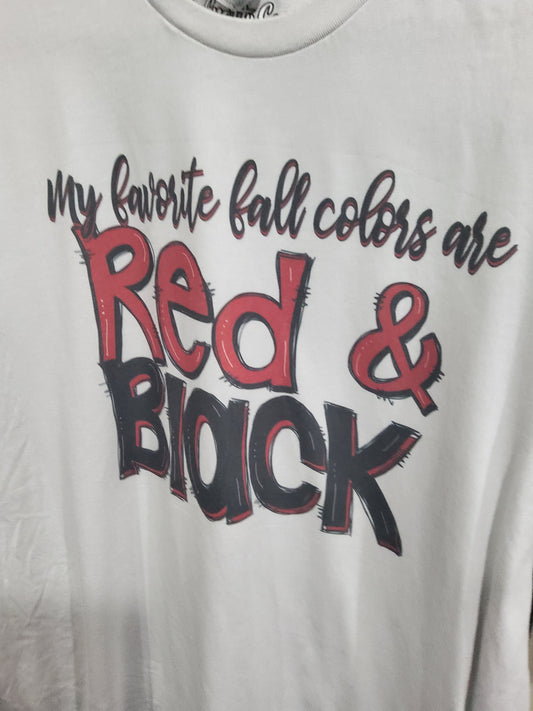 my favorite fall colors are
Red &
Black